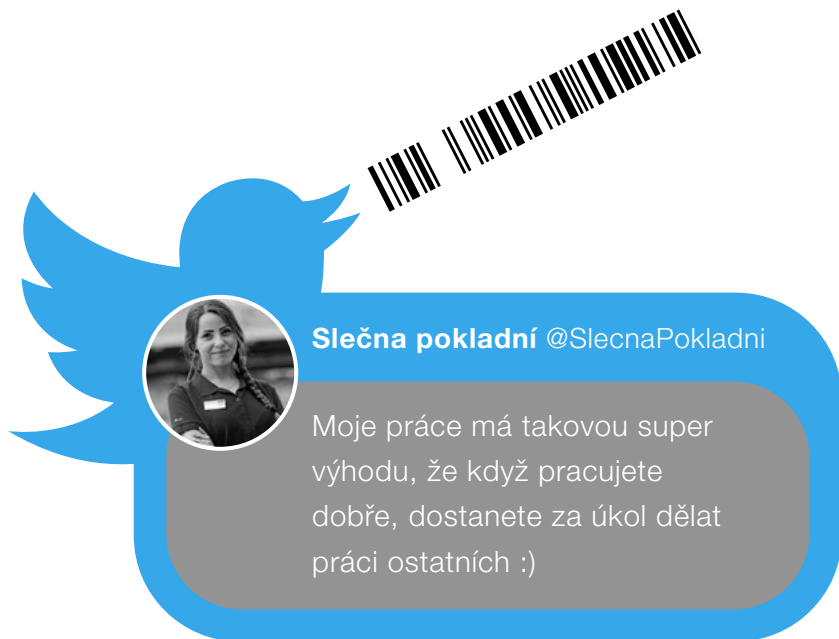 Slečna pokladní @SlecnaPokladni
Moje práce má takovou super
výhodu, že když pracujete
dobře, dostanete za úkol dělat
práci ostatních :)